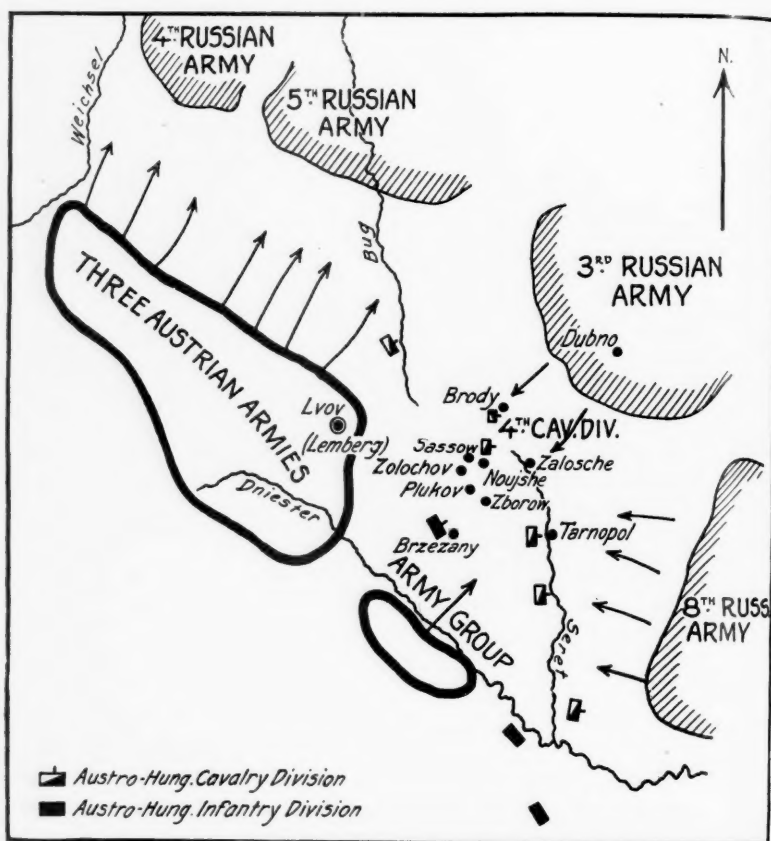 4TH RUSSIAN
ARMY
N.
Weichsel
5TH RUSSIAN
ARMY
Bug
3RD RUSSIAN
ARMY
Dubno
THREE AUSTRIAN ARMIES
Lvov
(Lemberg)
Brody
4TH CAV. DIV.
Sassow
Zalosche
Zolochov
Noujshe
Plukov
Zborow
Dniester
Brzezany
Tarnopol
ARMY GROUP
8TH RUSS.
ARMY
Seret
Austro-Hung. Cavalry Division
Austro-Hung. Infantry Division